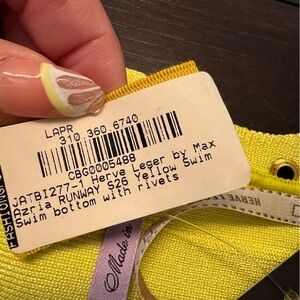 LAPR
310.360.6740
CBG0005488
JATBI277-1 Herve Leger by Max
Azria RUNWAY S26 Yellow Swim
Swim bottom with rivets
FASHION
Made in
HERVE L